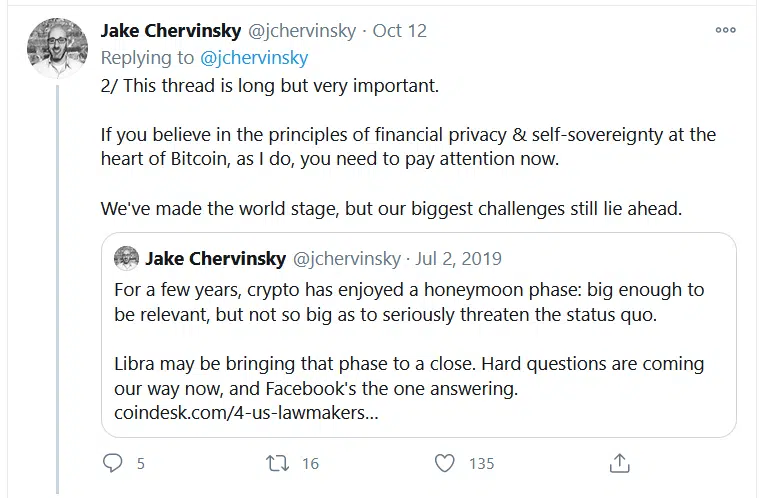 Jake Chervinsky @jchervinsky · Oct 12
Replying to @jchervinsky
2/ This thread is long but very important.
If you believe in the principles of financial privacy & self-sovereignty at the
heart of Bitcoin, as I do, you need to pay attention now.
We've made the world stage, but our biggest challenges still lie ahead.
Jake Chervinsky @jchervinsky · Jul 2, 2019
For a few years, crypto has enjoyed a honeymoon phase: big enough to
be relevant, but not so big as to seriously threaten the status quo.
Libra may be bringing that phase to a close. Hard questions are coming
our way now, and Facebook's the one answering.
coindesk.com/4-us-lawmakers...
5 16 135